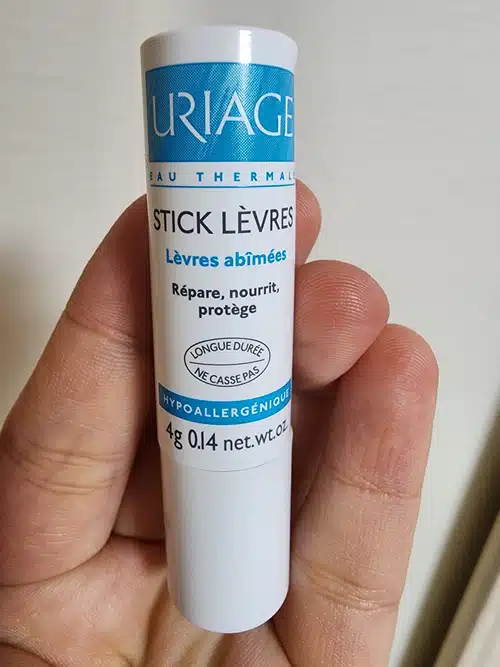 URIAGE
EAU THERMALE
STICK LÈVRES
Lèvres abîmées
Répare, nourrit,
protège
LONGUE DURÉE
NE CASSE PAS
HYPOALLERGÉNIQUE
4g 0.14 net.wt.oz.